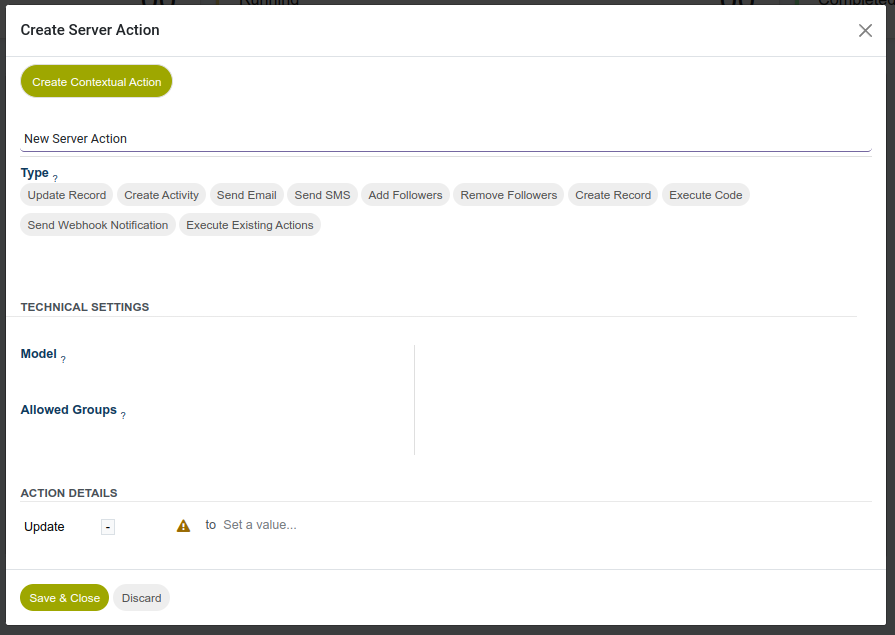 Running
Completed
Create Server Action
Create Contextual Action
New Server Action
Type ?
Update Record Create Activity Send Email Send SMS Add Followers Remove Followers Create Record Execute Code
Send Webhook Notification Execute Existing Actions
TECHNICAL SETTINGS
Model ?
Allowed Groups ?
ACTION DETAILS
Update - to Set a value...
Save & Close Discard